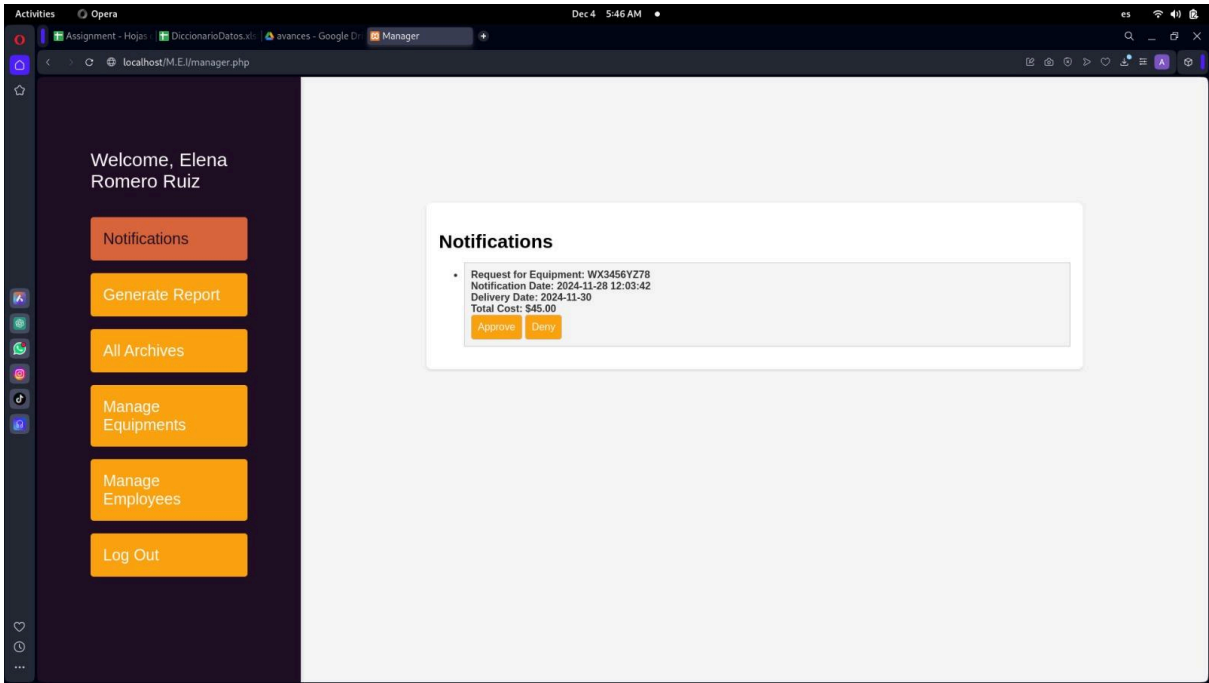 Activities Opera Dec 4 5:46 AM es
Assignment - Hojas DiccionarioDatos.xls avances - Google Dr Manager
localhost/M.E.I/manager.php A
Welcome, Elena
Romero Ruiz
Notifications
Generate Report
All Archives
Manage
Equipments
Manage
Employees
Log Out
Notifications
Request for Equipment: WX3456YZ78
Notification Date: 2024-11-28 12:03:42
Delivery Date: 2024-11-30
Total Cost: $45.00
Approve Deny